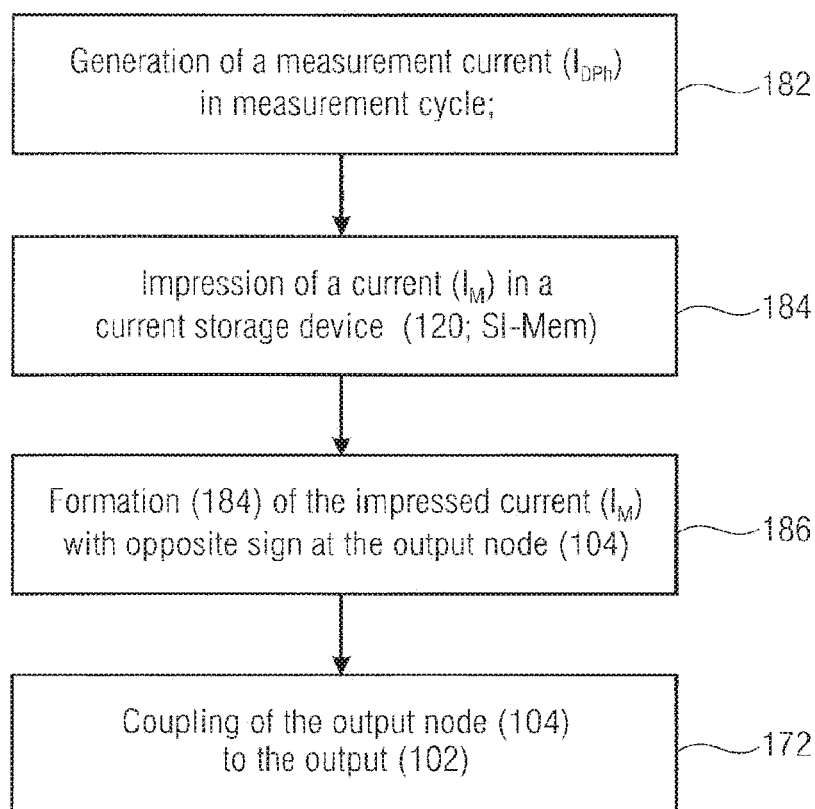 Generation of a measurement current (I_DPh)
in measurement cycle;
182
Impression of a current (I_M) in a
current storage device (120; SI-Mem)
184
Formation (184) of the impressed current (I_M)
with opposite sign at the output node (104)
186
Coupling of the output node (104)
to the output (102)
172